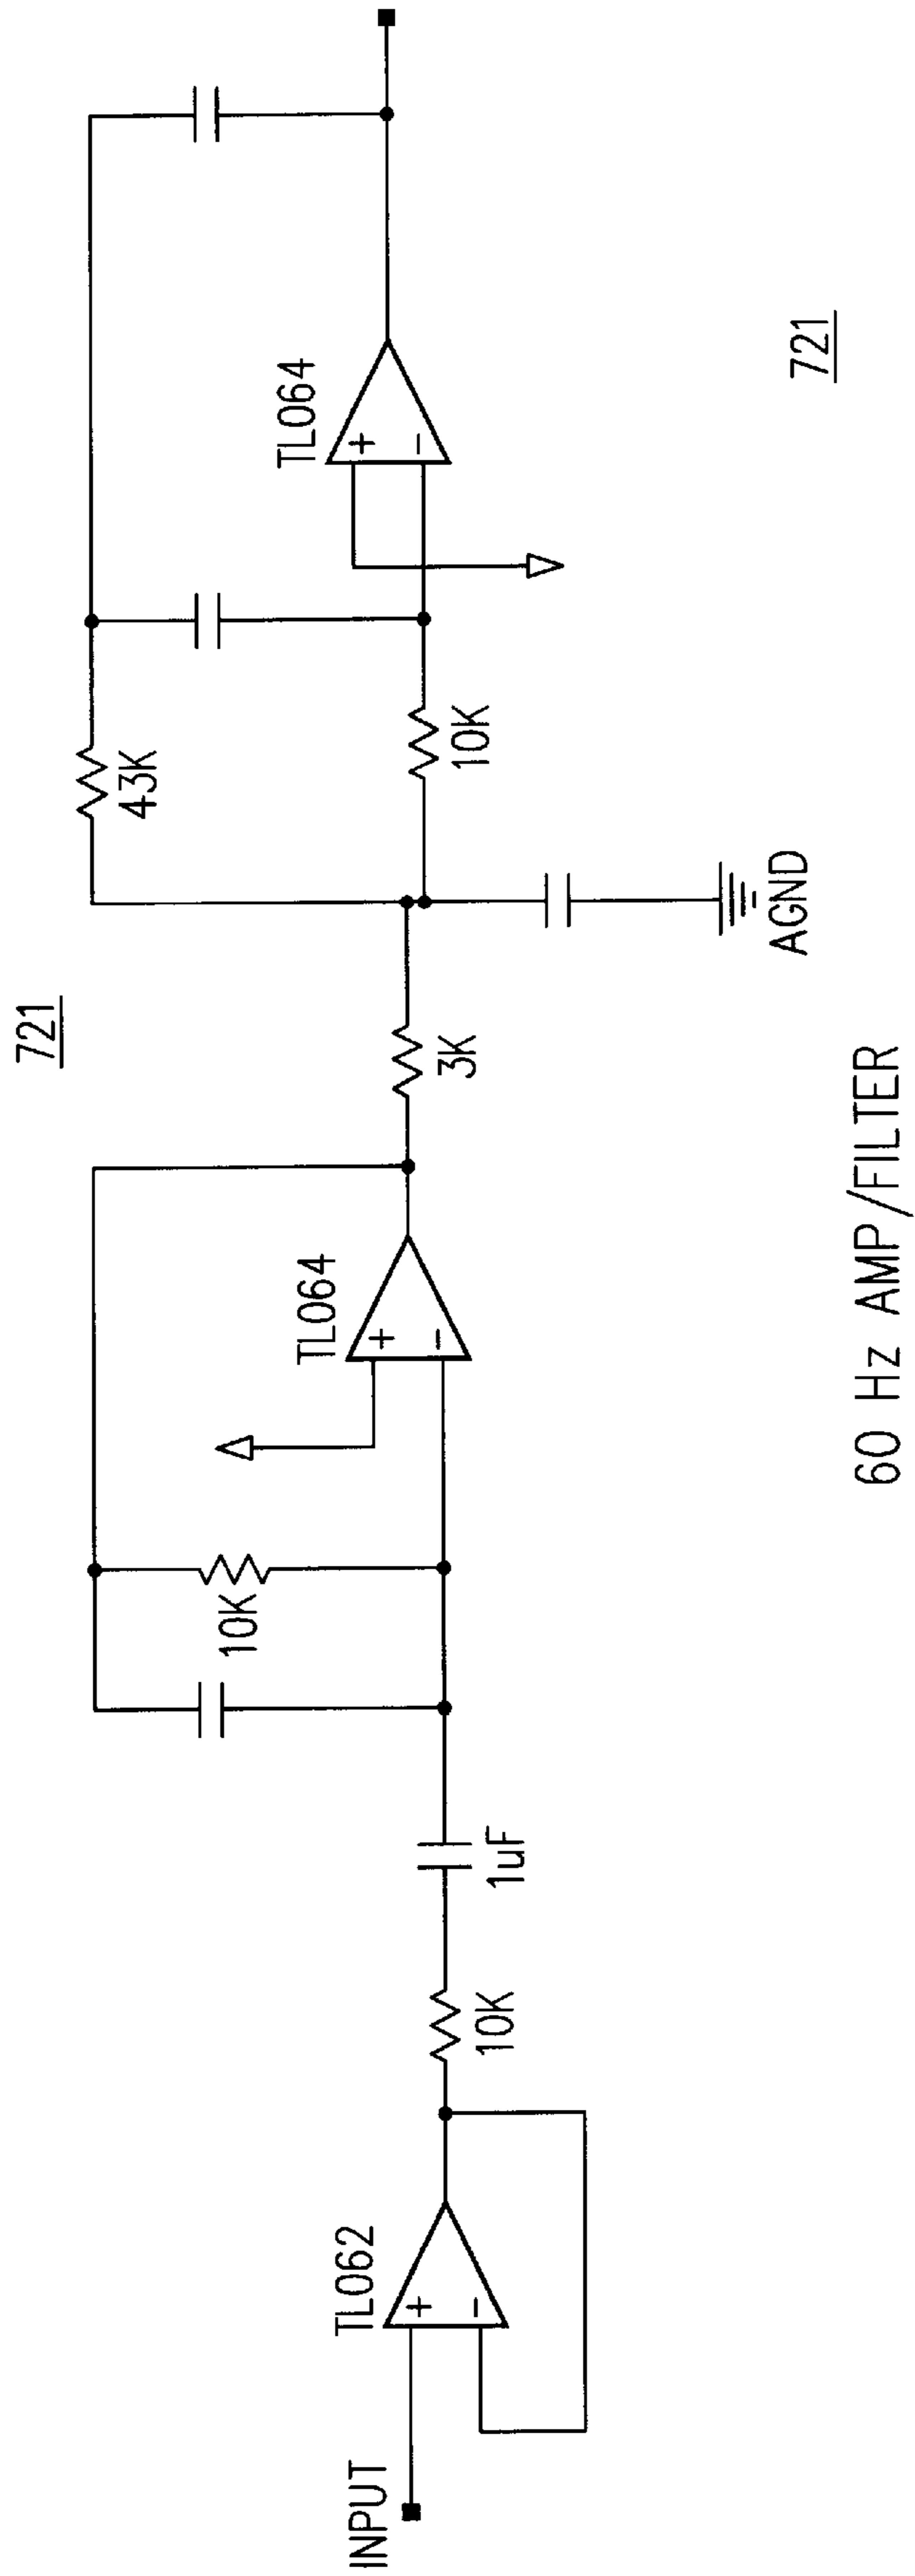 721
INPUT
TL062
+
−
10K
1uF
10K
TL064
+
−
3K
43K
10K
TL064
+
−
AGND
721
60 Hz AMP/FILTER